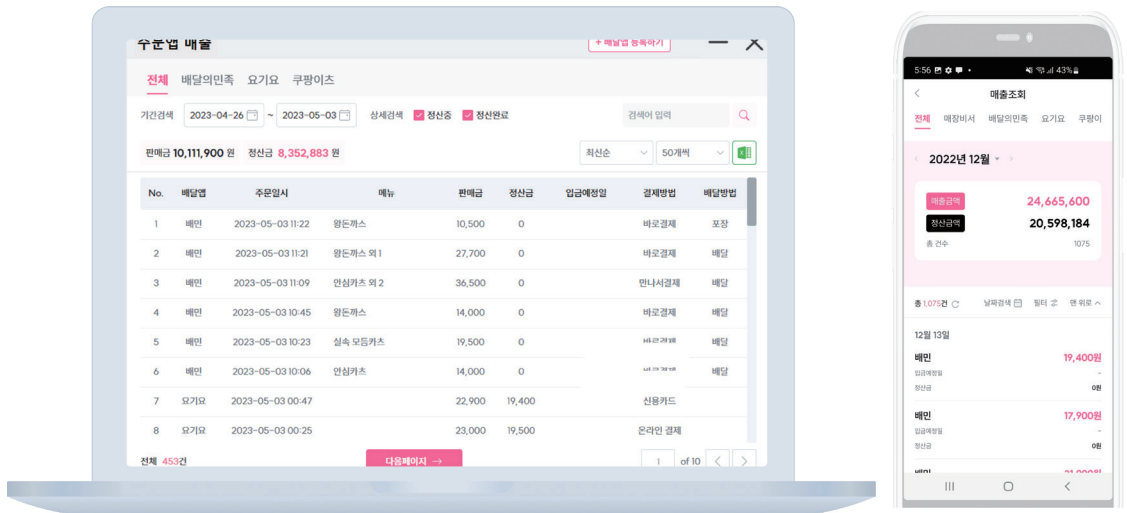 주문앱 매출
+ 배달앱 등록하기
전체 배달의민족 요기요 쿠팡이츠
기간검색 2023-04-26 ~ 2023-05-03 상세검색 정산중 정산완료 검색어 입력
판매금 10,111,900 원 정산금 8,352,883 원 최신순 50개씩
No. 배달앱 주문일시 메뉴 판매금 정산금 입금예정일 결제방법 배달방법
1 배민 2023-05-03 11:22 왕돈까스 10,500 0 바로결제 포장
2 배민 2023-05-03 11:21 왕돈까스 외 1 27,700 0 바로결제 배달
3 배민 2023-05-03 11:09 안심카츠 외 2 36,500 0 만나서결제 배달
4 배민 2023-05-03 10:45 왕돈까스 14,000 0 바로결제 배달
5 배민 2023-05-03 10:23 실속 모듬카츠 19,500 0 바로결제 배달
6 배민 2023-05-03 10:06 안심카츠 14,000 0 배달
7 요기요 2023-05-03 00:47 22,900 19,400 신용카드
8 요기요 2023-05-03 00:25 23,000 19,500 온라인 결제
전체 453건 다음페이지 → 1 of 10
5:56 43%
매출조회
전체 매장비서 배달의민족 요기요 쿠팡이
2022년 12월
매출금액 24,665,600
정산금액 20,598,184
총 건수 1075
총 1,075건 날짜검색 필터 맨 위로
12월 13일
배민 19,400원
입금예정일 -
정산금 0원
배민 17,900원
입금예정일 -
정산금 0원
배민 21,000원